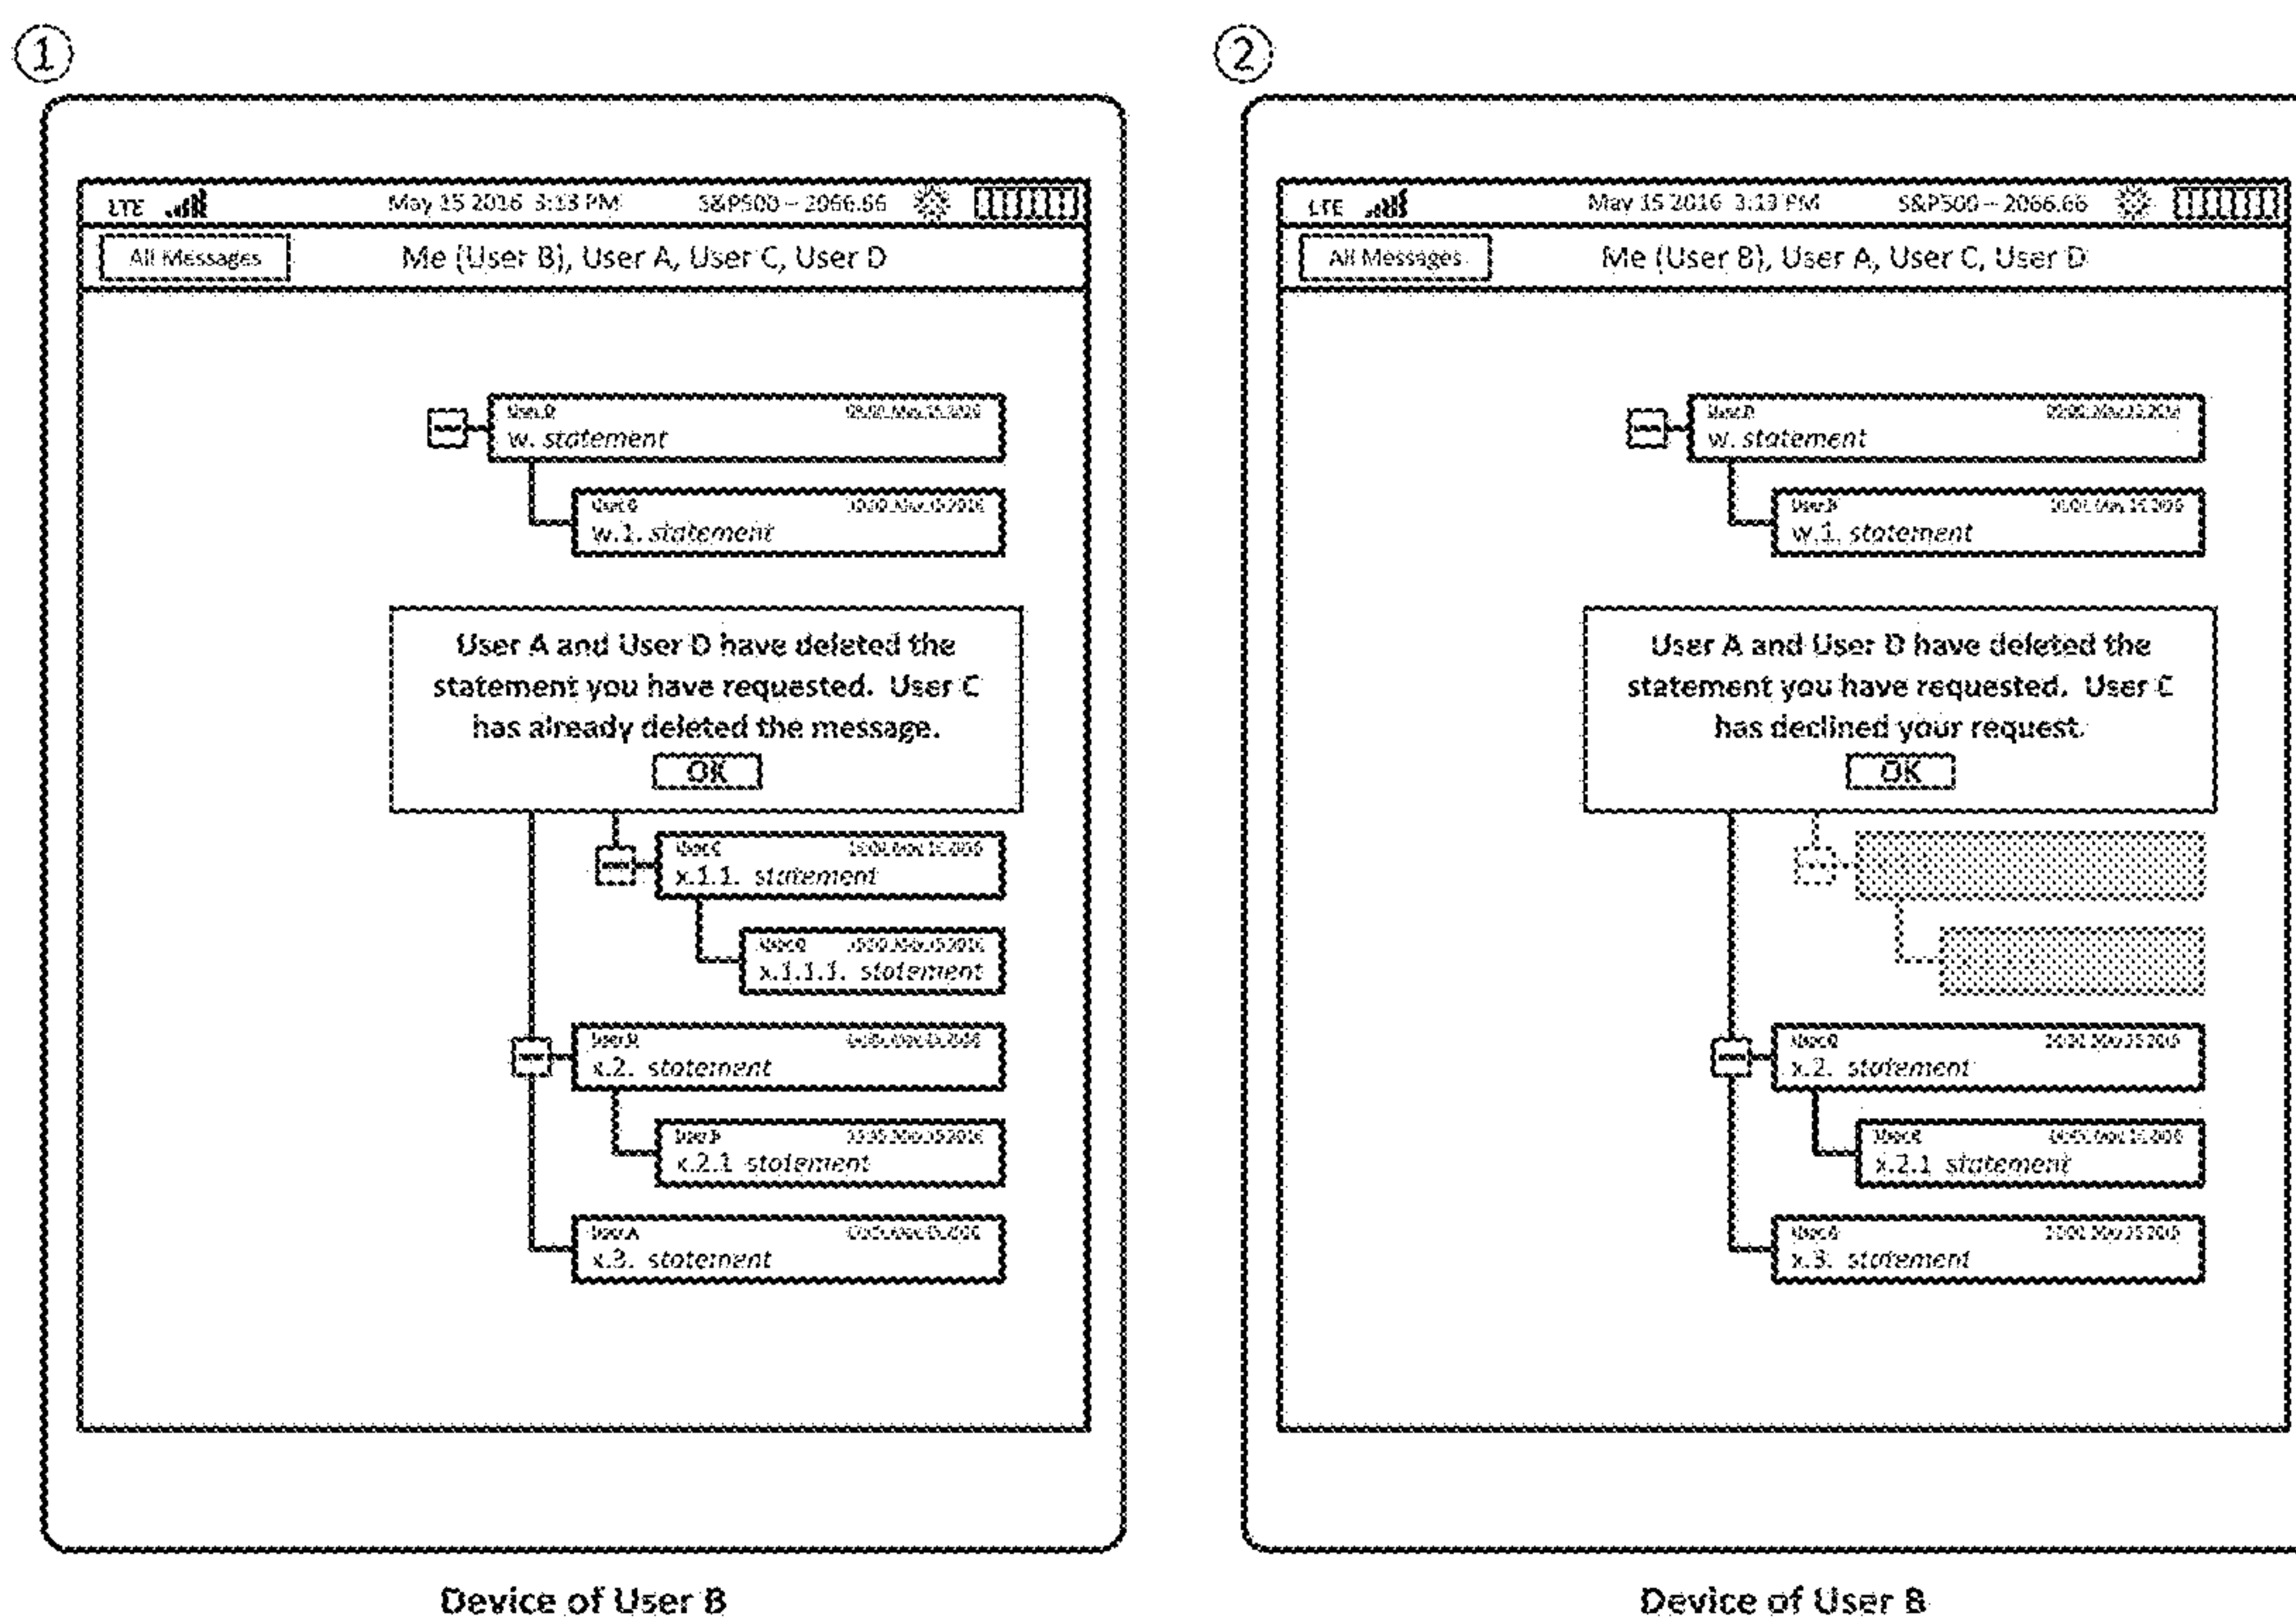 1
LTE May 15 2016 3:13 PM S&P500 – 2066.66
All Messages Me (User B), User A, User C, User D
User D
w. statement
w.1. statement
User A and User D have deleted the
statement you have requested. User C
has already deleted the message.
OK
User C
x.1.1. statement
x.1.1.1. statement
User D
x.2. statement
User B
x.2.1 statement
User A
x.3. statement
Device of User B
2
LTE May 15 2016 3:13 PM S&P500 – 2066.66
All Messages Me (User B), User A, User C, User D
User D
w. statement
User B
w.1. statement
User A and User D have deleted the
statement you have requested. User C
has declined your request.
OK
x.2. statement
x.2.1 statement
x.3. statement
Device of User B